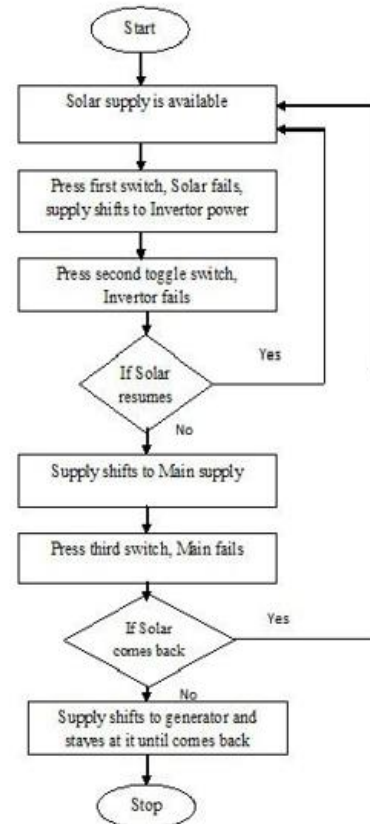 Start
Solar supply is available
Press first switch, Solar fails,
supply shifts to Invertor power
Press second toggle switch,
Invertor fails
Yes
If Solar
resumes
No
Supply shifts to Main supply
Press third switch, Main fails
Yes
If Solar
comes back
No
Supply shifts to generator and
stayes at it until comes back
Stop